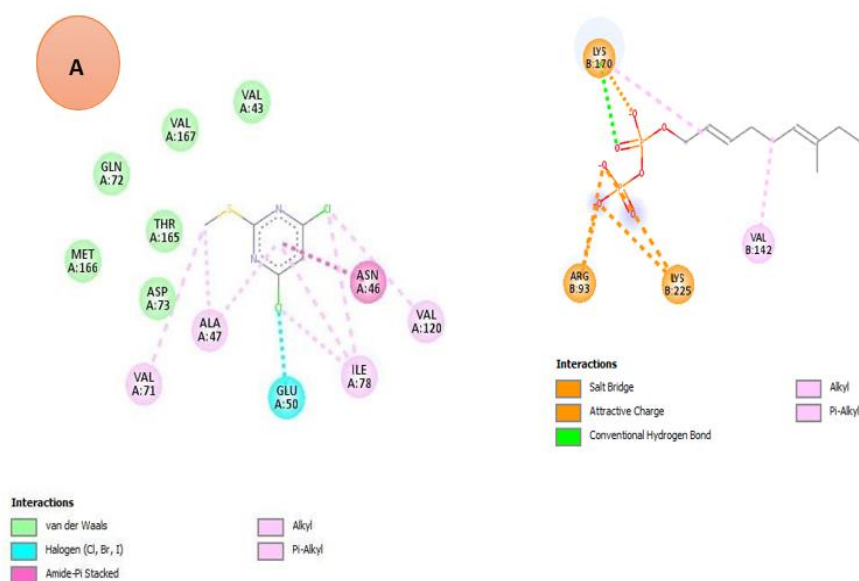 A
VAL
A:43
VAL
A:167
GLN
A:72
THR
A:165
MET
A:166
ASP
A:73
ALA
A:47
VAL
A:71
GLU
A:50
ILE
A:78
ASN
A:46
VAL
A:120
S
N
N
Cl
Cl
Interactions
van der Waals
Halogen (Cl, Br, I)
Amide-Pi Stacked
Alkyl
Pi-Alkyl
LYS
B:170
O
O
O
P
O
O
P
O
O
VAL
B:142
ARG
B:93
LYS
B:225
Interactions
Salt Bridge
Attractive Charge
Conventional Hydrogen Bond
Alkyl
Pi-Alkyl